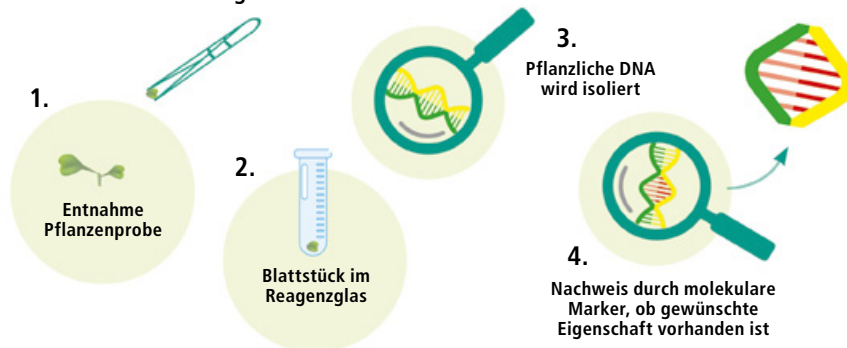 1.
Entnahme
Pflanzenprobe
2.
Blattstück im
Reagenzglas
3.
Pflanzliche DNA
wird isoliert
4.
Nachweis durch molekulare
Marker, ob gewünschte
Eigenschaft vorhanden ist